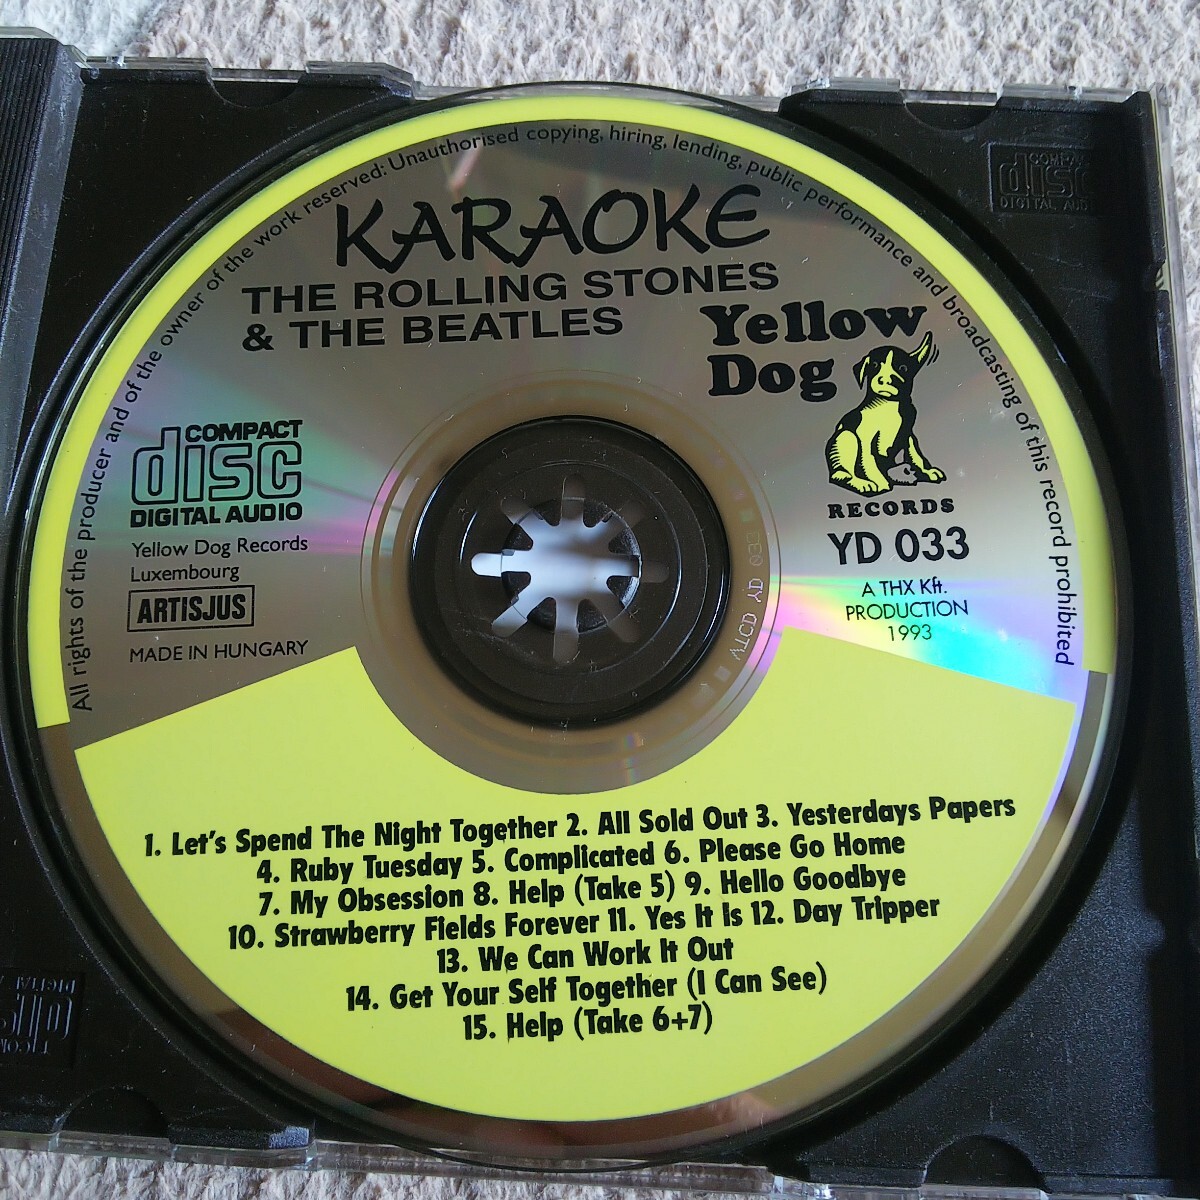 All rights of the producer and of the owner of the work reserved: Unauthorised copying, hiring, lending, public performance and broadcasting of this record prohibited
KARAOKE
THE ROLLING STONES
& THE BEATLES
Yellow
Dog
RECORDS
YD 033
A THX Kft.
PRODUCTION
1993
COMPACT
disc
DIGITAL AUDIO
Yellow Dog Records
Luxembourg
ARTISJUS
MADE IN HUNGARY
1. Let's Spend The Night Together 2. All Sold Out 3. Yesterdays Papers
4. Ruby Tuesday 5. Complicated 6. Please Go Home
7. My Obsession 8. Help (Take 5) 9. Hello Goodbye
10. Strawberry Fields Forever 11. Yes It Is 12. Day Tripper
13. We Can Work It Out
14. Get Your Self Together (I Can See)
15. Help (Take 6+7)
disc